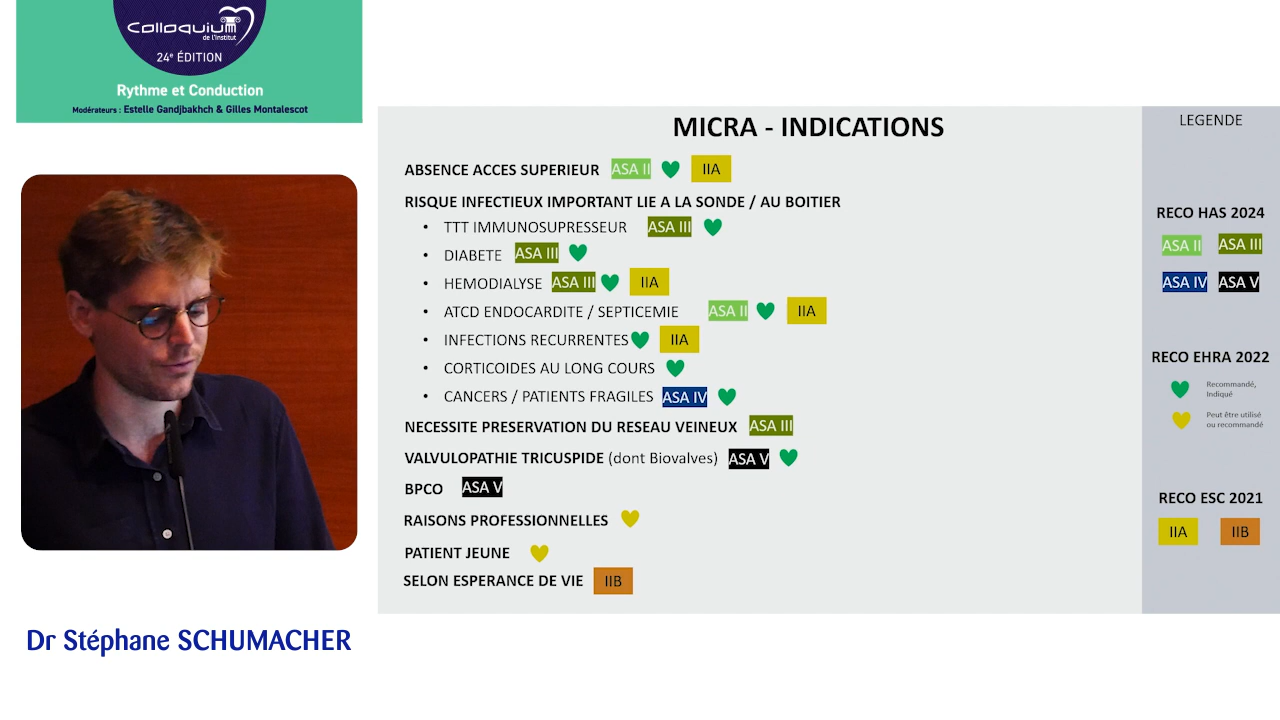 Colloquium
de l'Institut
24e ÉDITION
Rythme et Conduction
Modérateurs : Estelle Gandjbakhch & Gilles Montalescot
Dr Stéphane SCHUMACHER
MICRA - INDICATIONS
ABSENCE ACCES SUPERIEUR ASA II IIA
RISQUE INFECTIEUX IMPORTANT LIE A LA SONDE / AU BOITIER
• TTT IMMUNOSUPRESSEUR ASA III
• DIABETE ASA III
• HEMODIALYSE ASA III IIA
• ATCD ENDOCARDITE / SEPTICEMIE ASA II IIA
• INFECTIONS RECURRENTES IIA
• CORTICOIDES AU LONG COURS
• CANCERS / PATIENTS FRAGILES ASA IV
NECESSITE PRESERVATION DU RESEAU VEINEUX ASA III
VALVULOPATHIE TRICUSPIDE (dont Biovalves) ASA V
BPCO ASA V
RAISONS PROFESSIONNELLES
PATIENT JEUNE
SELON ESPERANCE DE VIE IIB
LEGENDE
RECO HAS 2024
ASA II ASA III
ASA IV ASA V
RECO EHRA 2022
Recommandé,
Indiqué
Peut être utilisé
ou recommandé
RECO ESC 2021
IIA IIB